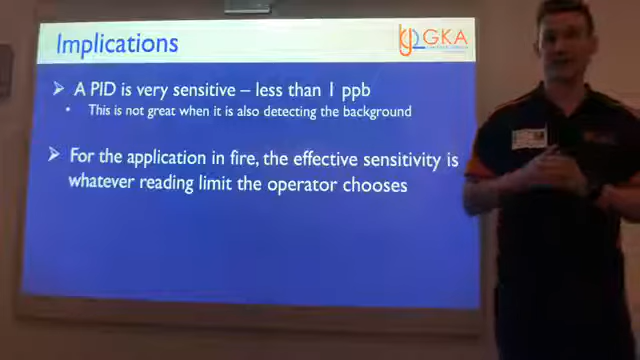 Implications
GKA
➤ A PID is very sensitive – less than 1 ppb
• This is not great when it is also detecting the background
➤ For the application in fire, the effective sensitivity is
whatever reading limit the operator chooses